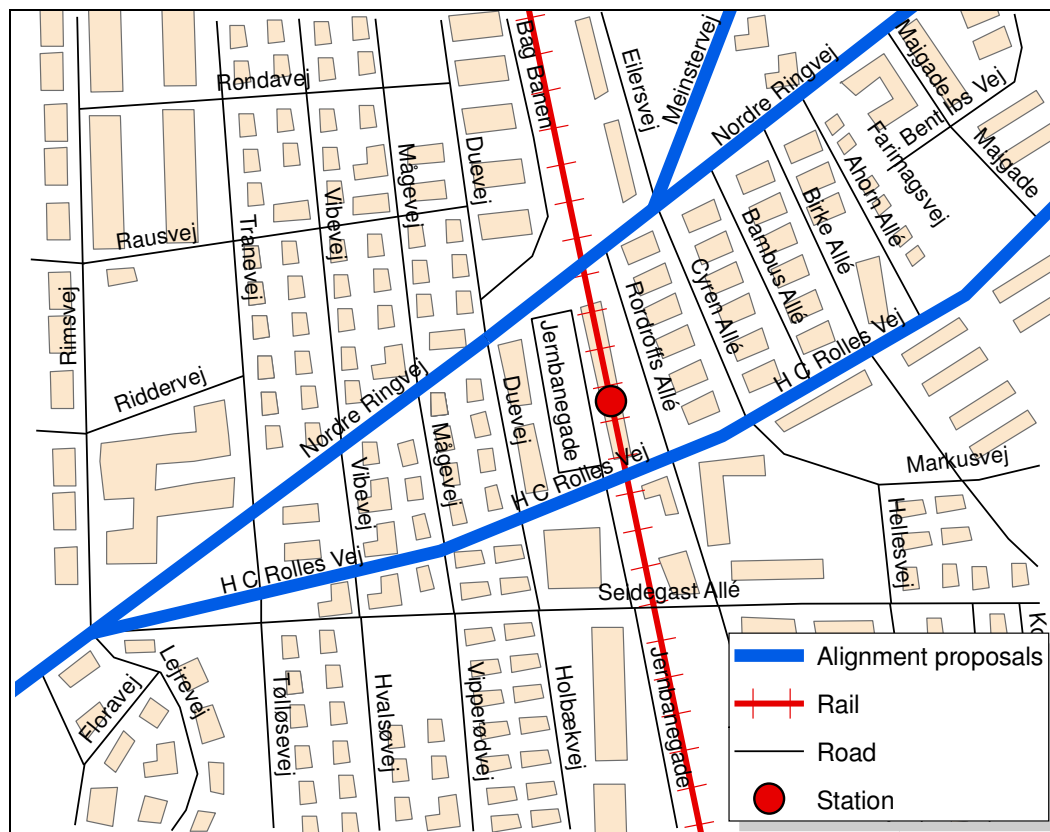 Bag Banen
Eilersvej
Meinstervej
Majgade
Rondavej
Nordre Ringvej
Bent Ibs Vej
Farimagsvej
Majgade
Duevej
Mågevej
Ahorn Allé
Vibevej
Birke Allé
Rausvej
Tranevej
Bambus Allé
Cyren Allé
Rimsvej
Rordroffs Allé
H C Rolles Vej
Jernbanegade
Riddervej
Nordre Ringvej
Duevej
Mågevej
H C Rolles Vej
Markusvej
Vibevej
Hellesvej
H C Rolles Vej
Seidegast Allé
Ko
Lejrevej
Floravej
Tølløsevej
Hvalsøvej
Vipperødvej
Holbækvej
Jernbanegade
Alignment proposals
Rail
Road
Station